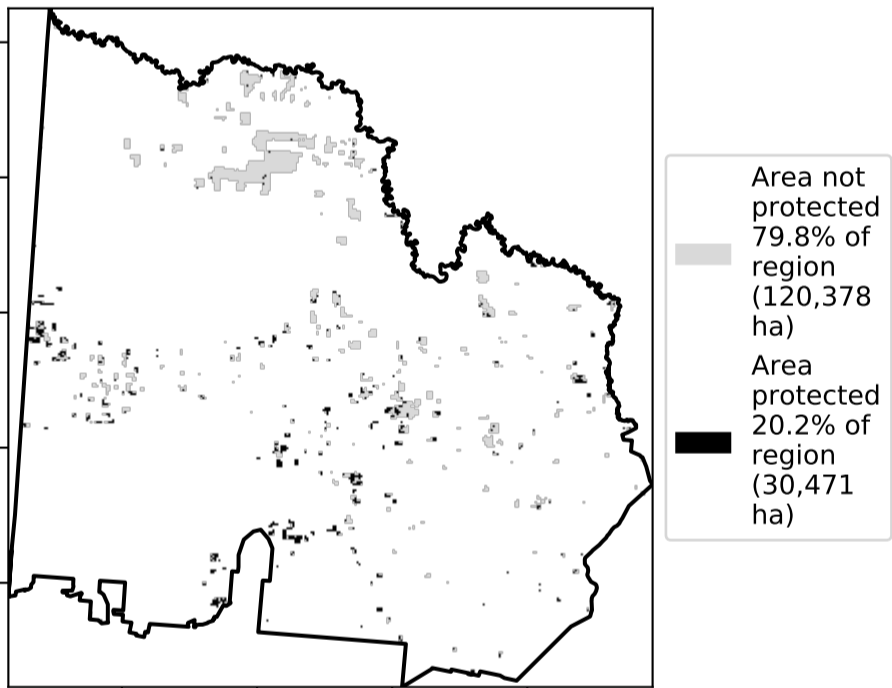 Area not
protected
79.8% of
region
(120,378
ha)
Area
protected
20.2% of
region
(30,471
ha)